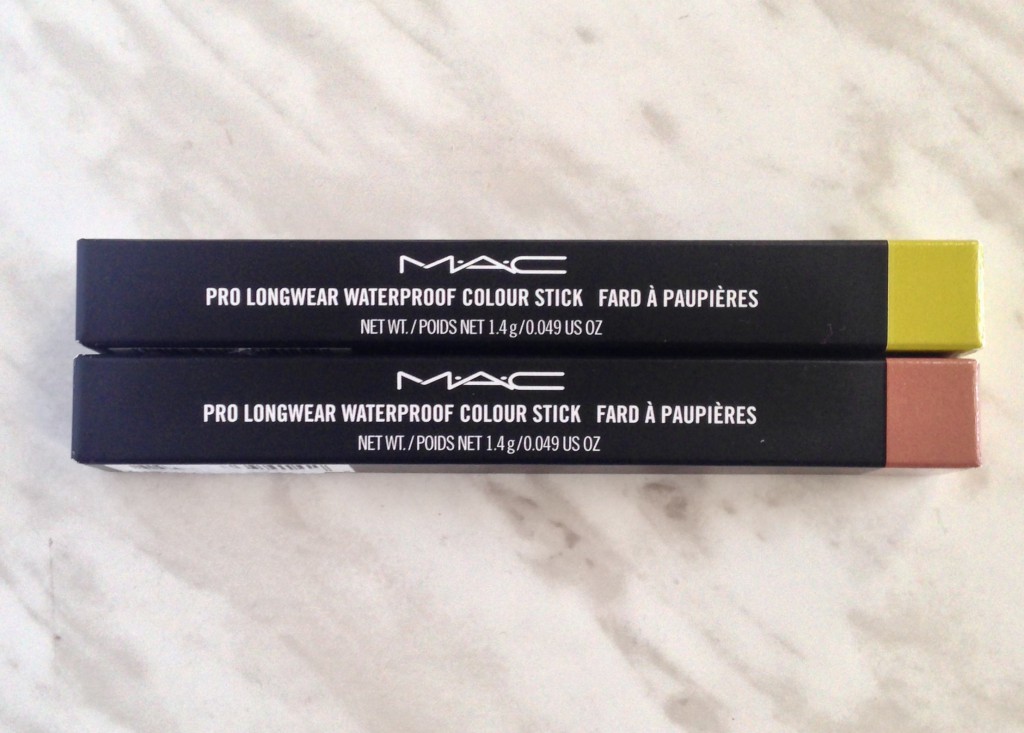 M·A·C
PRO LONGWEAR WATERPROOF COLOUR STICK FARD À PAUPIÈRES
NET WT. / POIDS NET 1.4 g / 0.049 US OZ
M·A·C
PRO LONGWEAR WATERPROOF COLOUR STICK FARD À PAUPIÈRES
NET WT. / POIDS NET 1.4 g / 0.049 US OZ